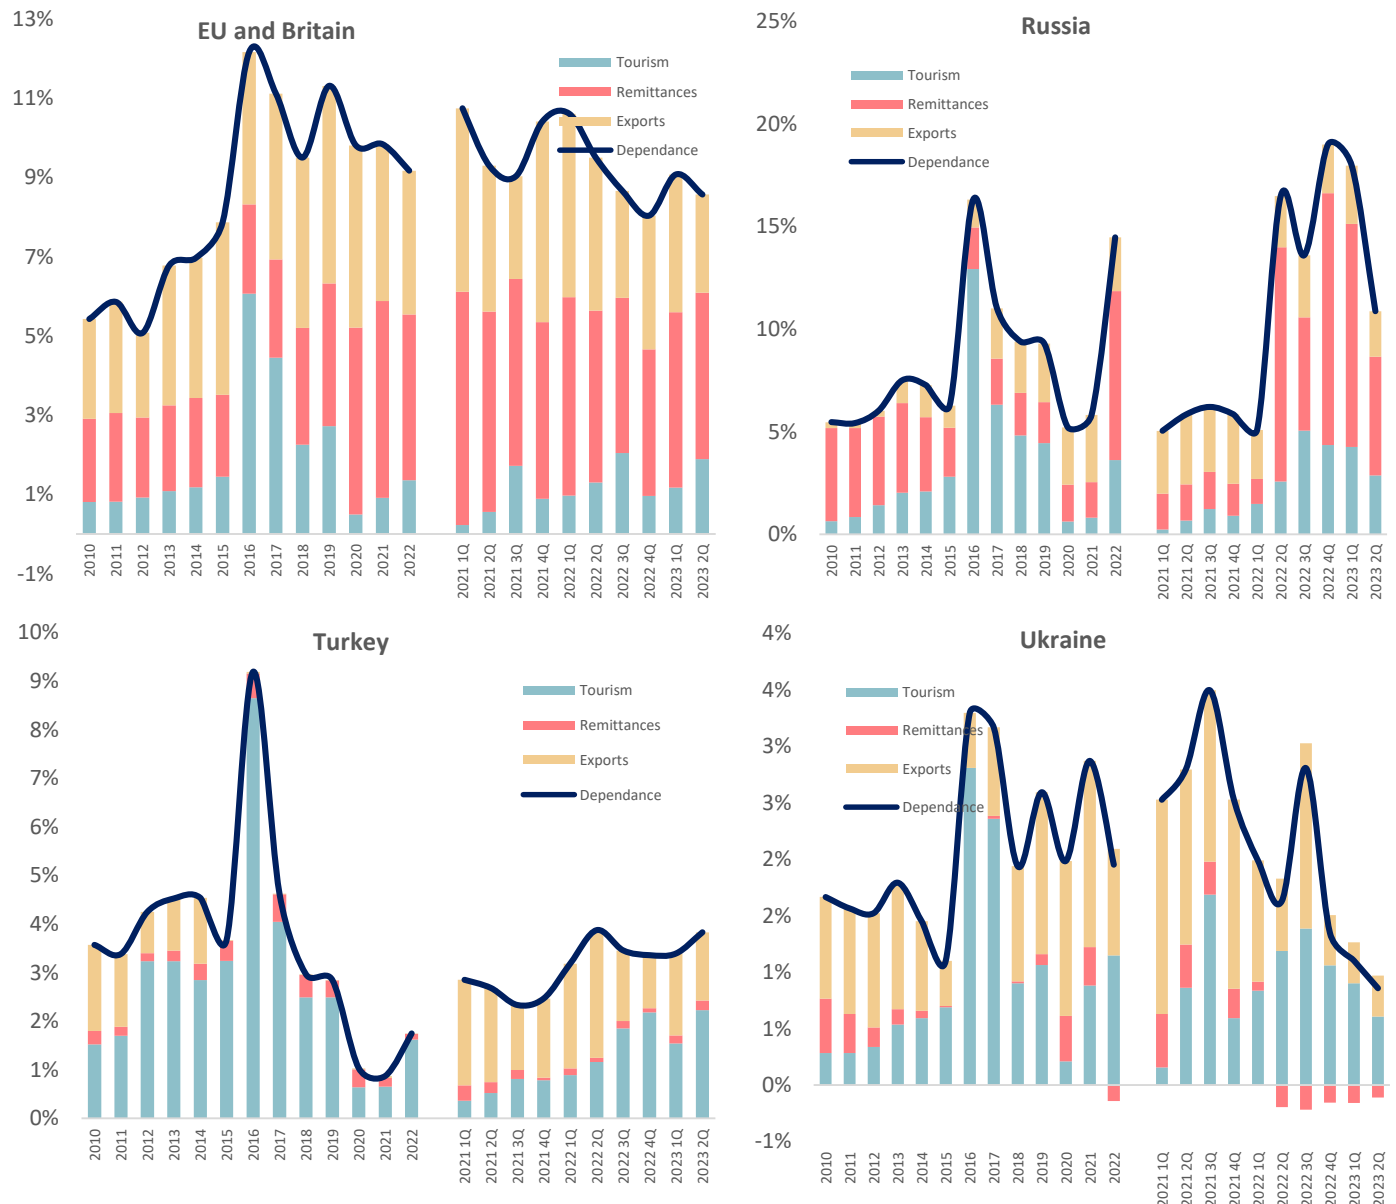 EU and Britain
13%
11%
9%
7%
5%
3%
1%
-1%
Tourism
Remittances
Exports
Dependance
2010
2011
2012
2013
2014
2015
2016
2017
2018
2019
2020
2021
2022
2021 1Q
2021 2Q
2021 3Q
2021 4Q
2022 1Q
2022 2Q
2022 3Q
2022 4Q
2023 1Q
2023 2Q
Russia
25%
20%
15%
10%
5%
0%
Tourism
Remittances
Exports
Dependance
2010
2011
2012
2013
2014
2015
2016
2017
2018
2019
2020
2021
2022
2021 1Q
2021 2Q
2021 3Q
2021 4Q
2022 1Q
2022 2Q
2022 3Q
2022 4Q
2023 1Q
2023 2Q
Turkey
10%
9%
8%
7%
6%
5%
4%
3%
2%
1%
0%
Tourism
Remittances
Exports
Dependance
2010
2011
2012
2013
2014
2015
2016
2017
2018
2019
2020
2021
2022
2021 1Q
2021 2Q
2021 3Q
2021 4Q
2022 1Q
2022 2Q
2022 3Q
2022 4Q
2023 1Q
2023 2Q
Ukraine
4%
4%
3%
3%
2%
2%
1%
1%
0%
-1%
Tourism
Remittances
Exports
Dependance
2010
2011
2012
2013
2014
2015
2016
2017
2018
2019
2020
2021
2022
2021 1Q
2021 2Q
2021 3Q
2021 4Q
2022 1Q
2022 2Q
2022 3Q
2022 4Q
2023 1Q
2023 2Q